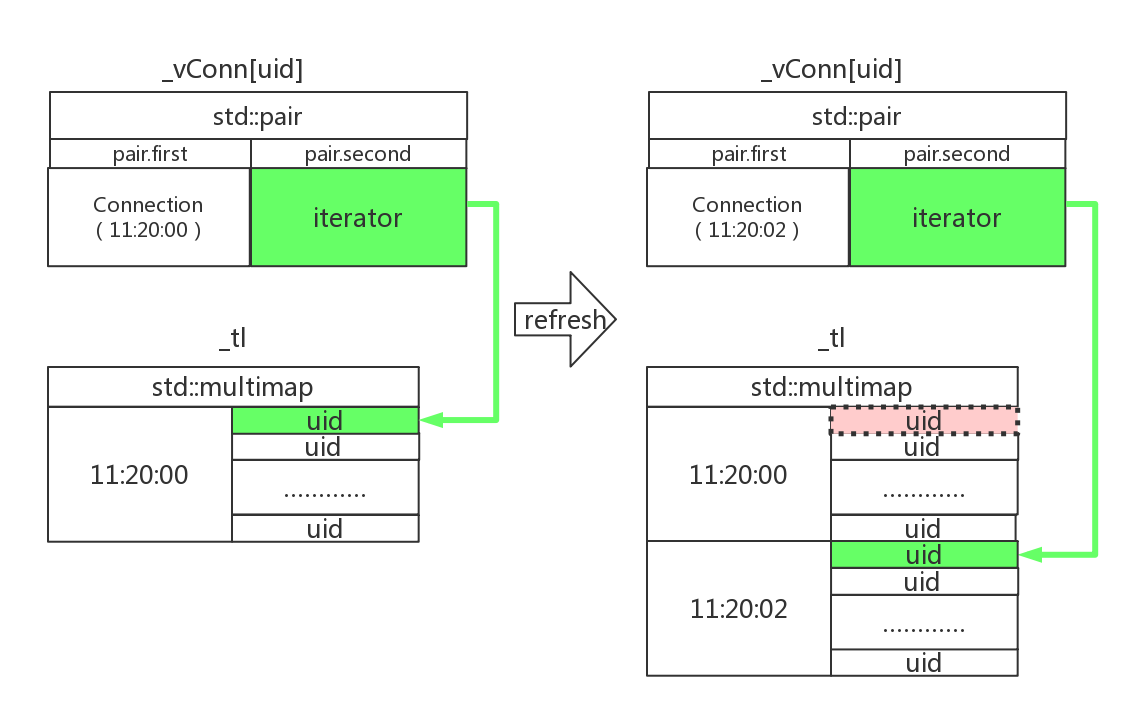 _vConn[uid]
std::pair
pair.first pair.second
Connection
( 11:20:00 )
iterator
_tl
std::multimap
11:20:00
uid
uid
............
uid
refresh
_vConn[uid]
std::pair
pair.first pair.second
Connection
( 11:20:02 )
iterator
_tl
std::multimap
11:20:00
uid
uid
............
uid
11:20:02
uid
uid
............
uid